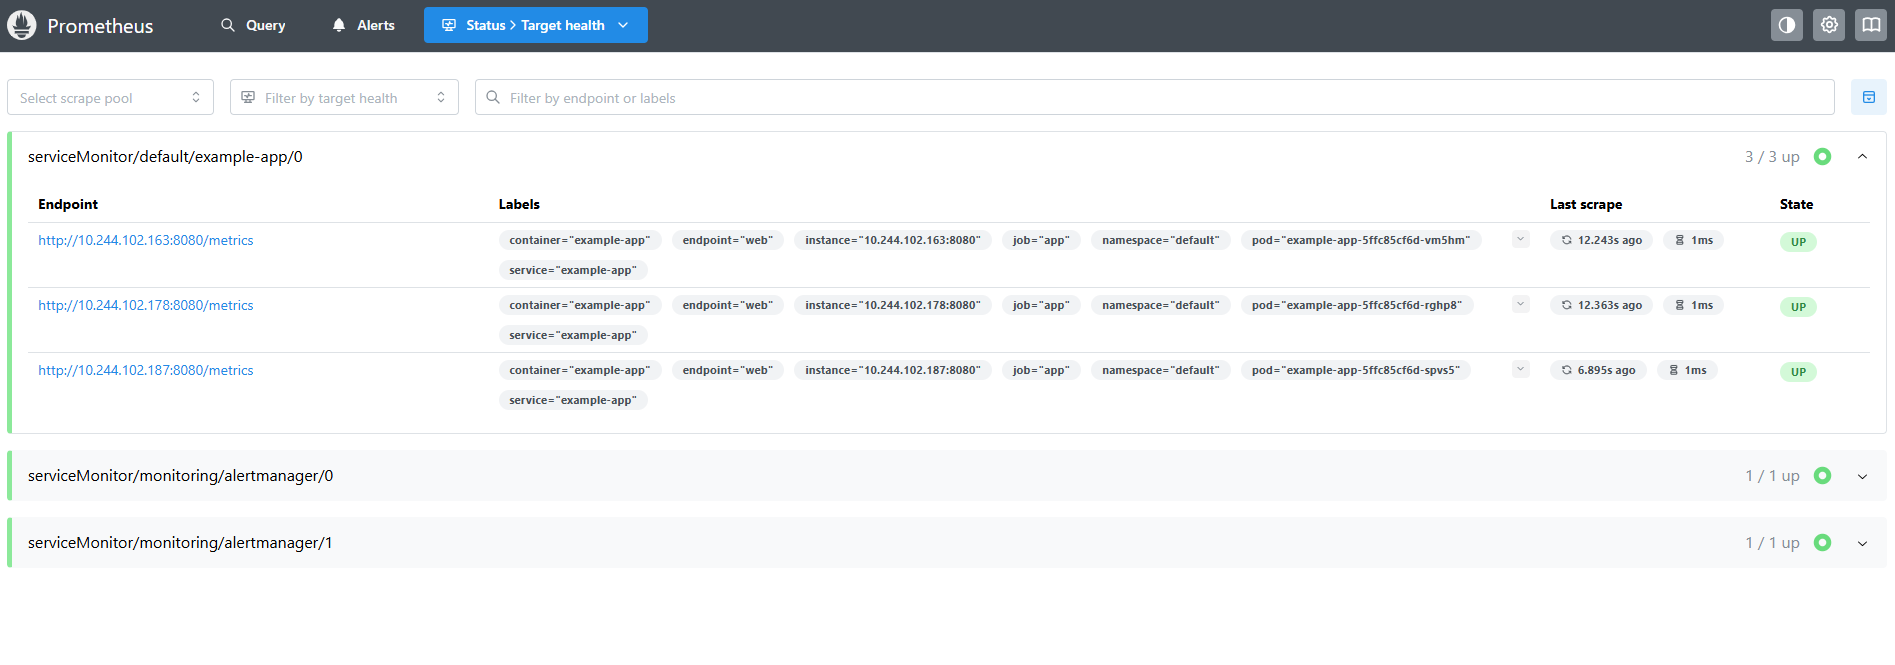 Prometheus Query Alerts Status > Target health
Select scrape pool Filter by target health Filter by endpoint or labels
serviceMonitor/default/example-app/0 3 / 3 up
Endpoint Labels Last scrape State
http://10.244.102.163:8080/metrics container="example-app" endpoint="web" instance="10.244.102.163:8080" job="app" namespace="default" pod="example-app-5ffc85cf6d-vm5hm" 12.243s ago 1ms UP
service="example-app"
http://10.244.102.178:8080/metrics container="example-app" endpoint="web" instance="10.244.102.178:8080" job="app" namespace="default" pod="example-app-5ffc85cf6d-rghp8" 12.363s ago 1ms UP
service="example-app"
http://10.244.102.187:8080/metrics container="example-app" endpoint="web" instance="10.244.102.187:8080" job="app" namespace="default" pod="example-app-5ffc85cf6d-spvs5" 6.895s ago 1ms UP
service="example-app"
serviceMonitor/monitoring/alertmanager/0 1 / 1 up
serviceMonitor/monitoring/alertmanager/1 1 / 1 up